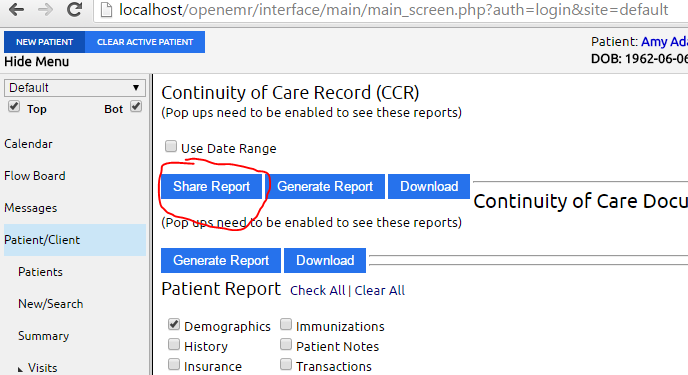 localhost/openemr/interface/main/main_screen.php?auth=login&site=default
NEW PATIENT CLEAR ACTIVE PATIENT
Patient: Amy Ada
Hide Menu
DOB: 1962-06-06
Default
Top Bot
Calendar
Flow Board
Messages
Patient/Client
Patients
New/Search
Summary
Visits
Continuity of Care Record (CCR)
(Pop ups need to be enabled to see these reports)
Use Date Range
Share Report Generate Report Download
Continuity of Care Docu
(Pop ups need to be enabled to see these reports)
Generate Report Download
Patient Report Check All | Clear All
Demographics Immunizations
History Patient Notes
Insurance Transactions